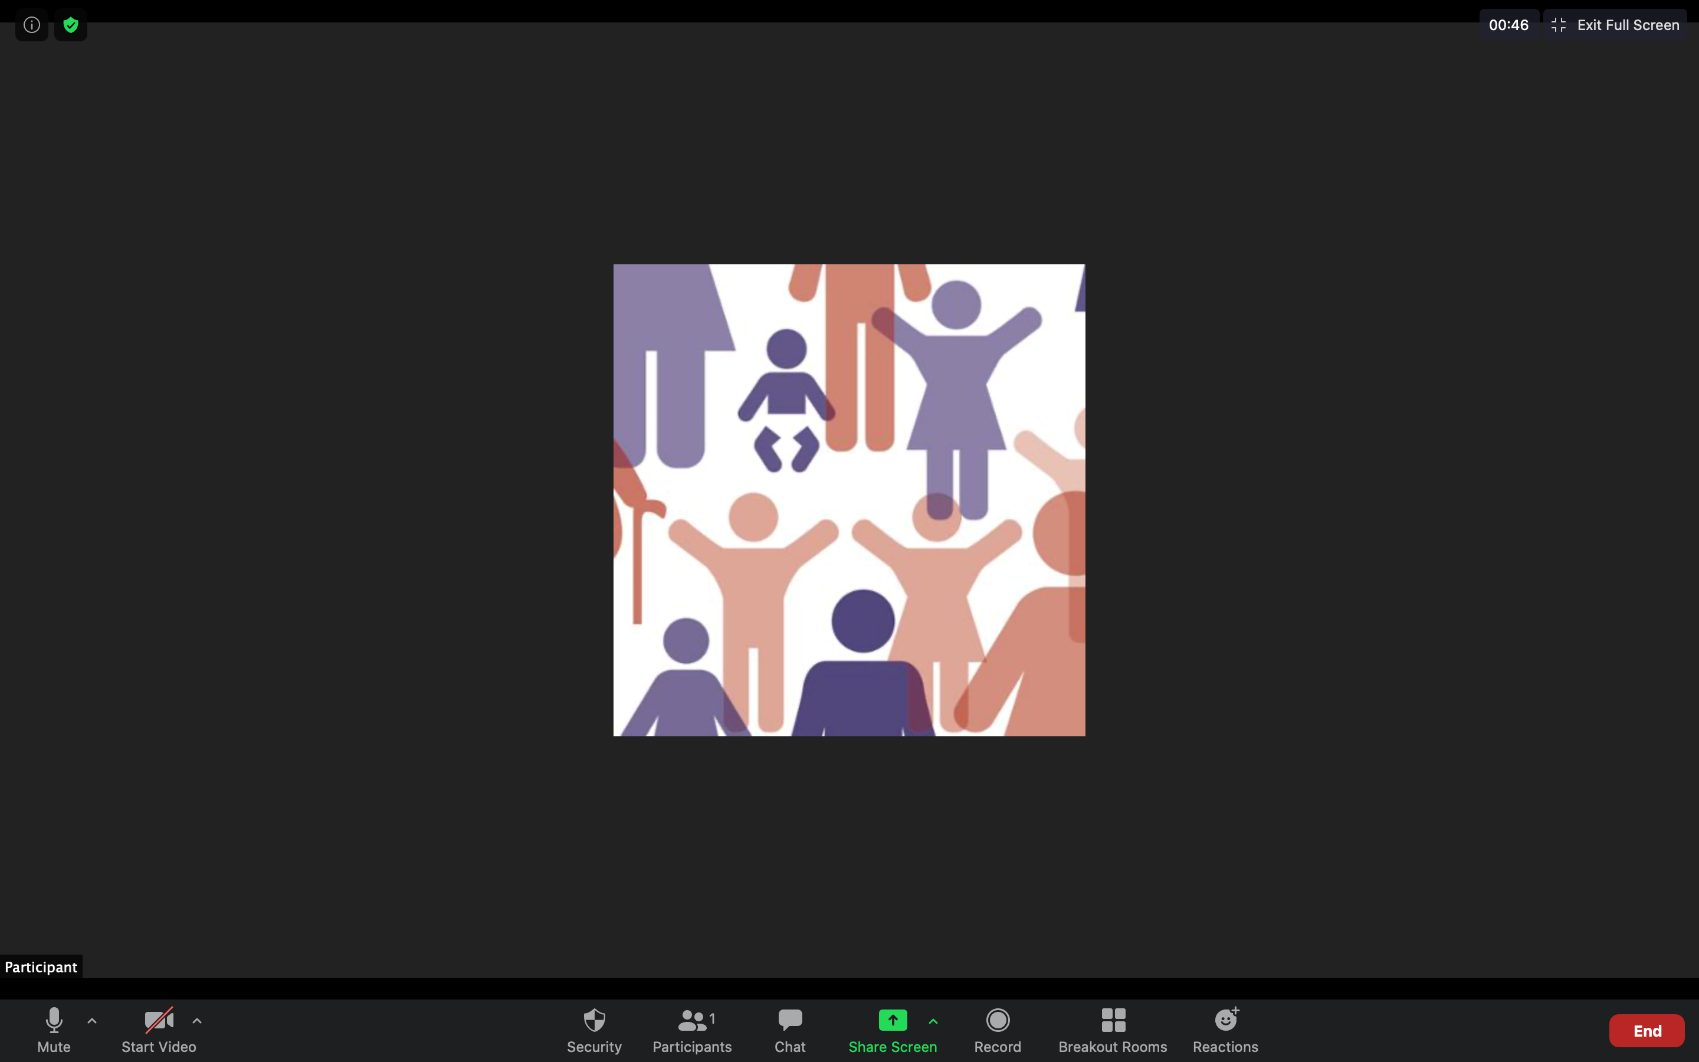 00:46 Exit Full Screen
Participant
1
Mute Start Video Security Participants Chat Share Screen Record Breakout Rooms Reactions End